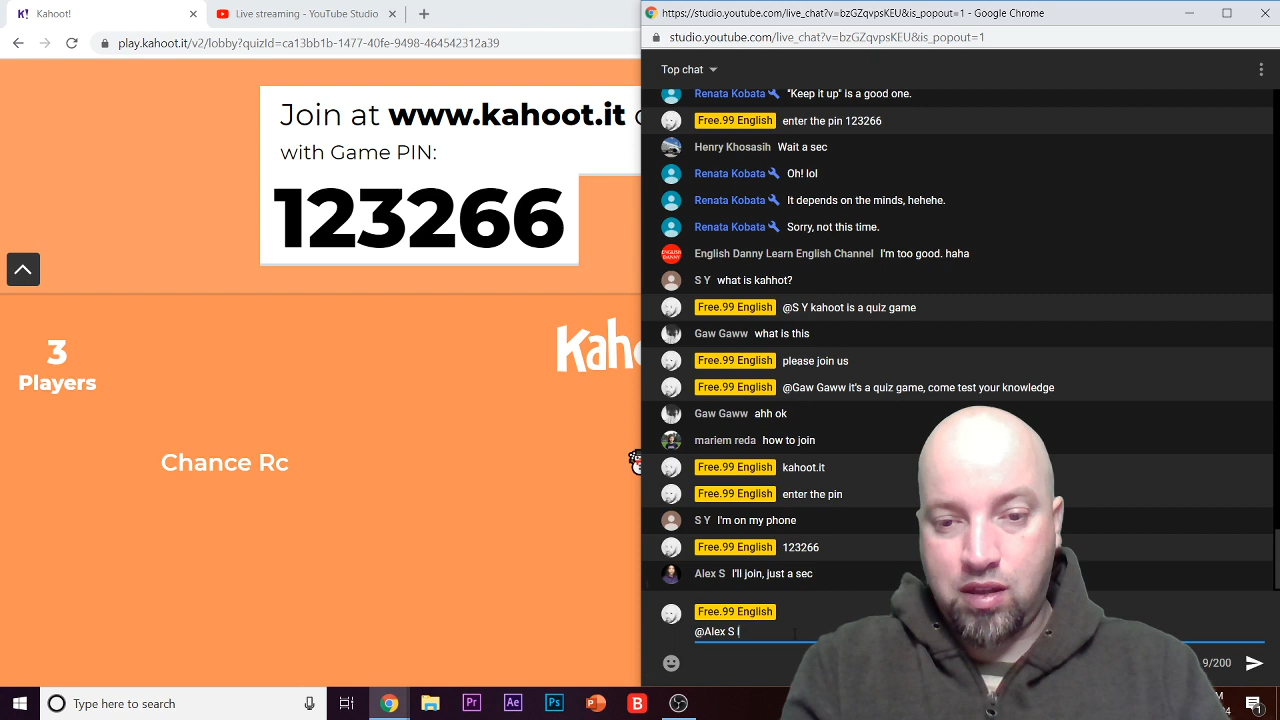 Kahoot!
Live streaming - YouTube Studio
play.kahoot.it/v2/lobby?quizId=ca13bb1b-1477-40fe-9498-464542312a39
Join at www.kahoot.it
with Game PIN:
123266
3
Players
Chance Rc
https://studio.youtube.com/live_chat?v=bzGZqvpsKEU&is_popout=1 - Google Chrome
studio.youtube.com/live_chat?v=bzGZqvpsKEU&is_popout=1
Top chat
Renata Kobata "Keep it up" is a good one.
Free.99 English enter the pin 123266
Henry Khosasih Wait a sec
Renata Kobata Oh! lol
Renata Kobata It depends on the minds, hehehe.
Renata Kobata Sorry, not this time.
English Danny Learn English Channel I'm too good. haha
S Y what is kahhot?
Free.99 English @S Y kahoot is a quiz game
Gaw Gaww what is this
Free.99 English please join us
Free.99 English @Gaw Gaww it's a quiz game, come test your knowledge
Gaw Gaww ahh ok
mariem reda how to join
Free.99 English kahoot.it
Free.99 English enter the pin
S Y I'm on my phone
Free.99 English 123266
Alex S I'll join, just a sec
Free.99 English
@Alex S
9/200
Type here to search
Pr
Ae
Ps
B